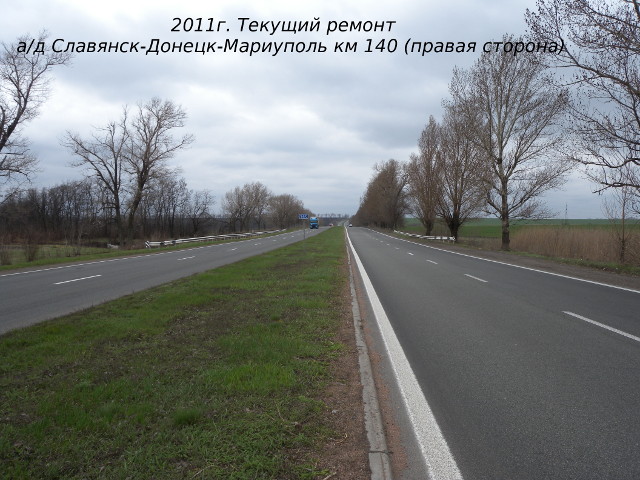 2011г. Текущий ремонт
а/д Славянск-Донецк-Мариуполь км 140 (правая сторона)